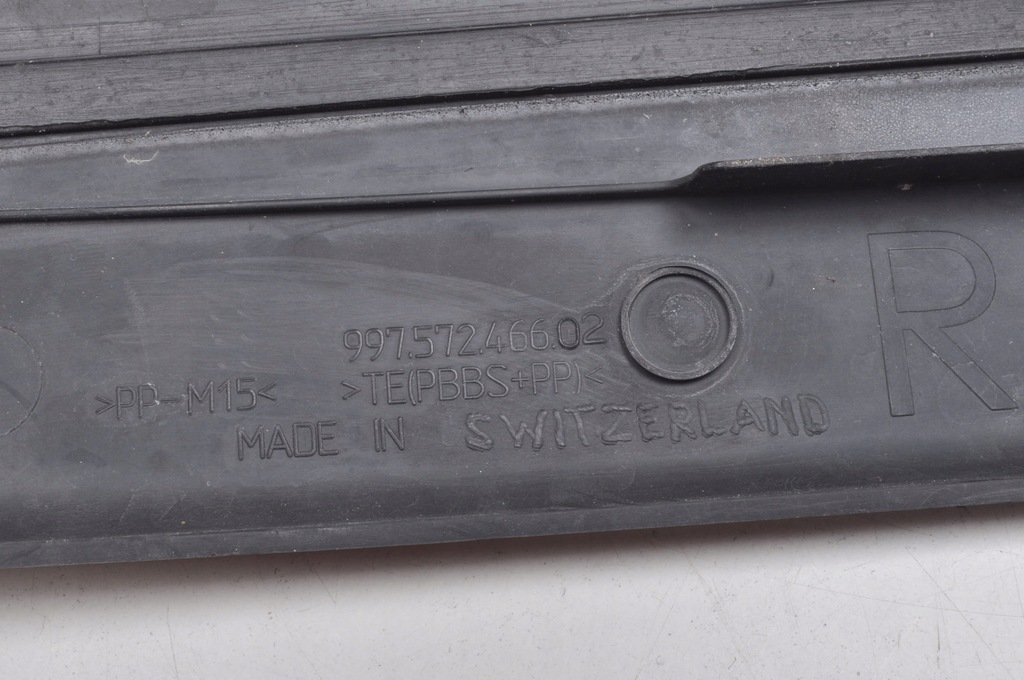 997.572.466.02
>PP-M15< >TE(PBBS+PP)<
MADE IN SWITZERLAND
R